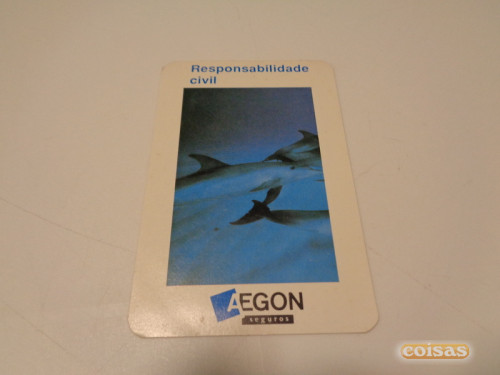 Responsabilidade
civil
AEGON
seguros
coisas